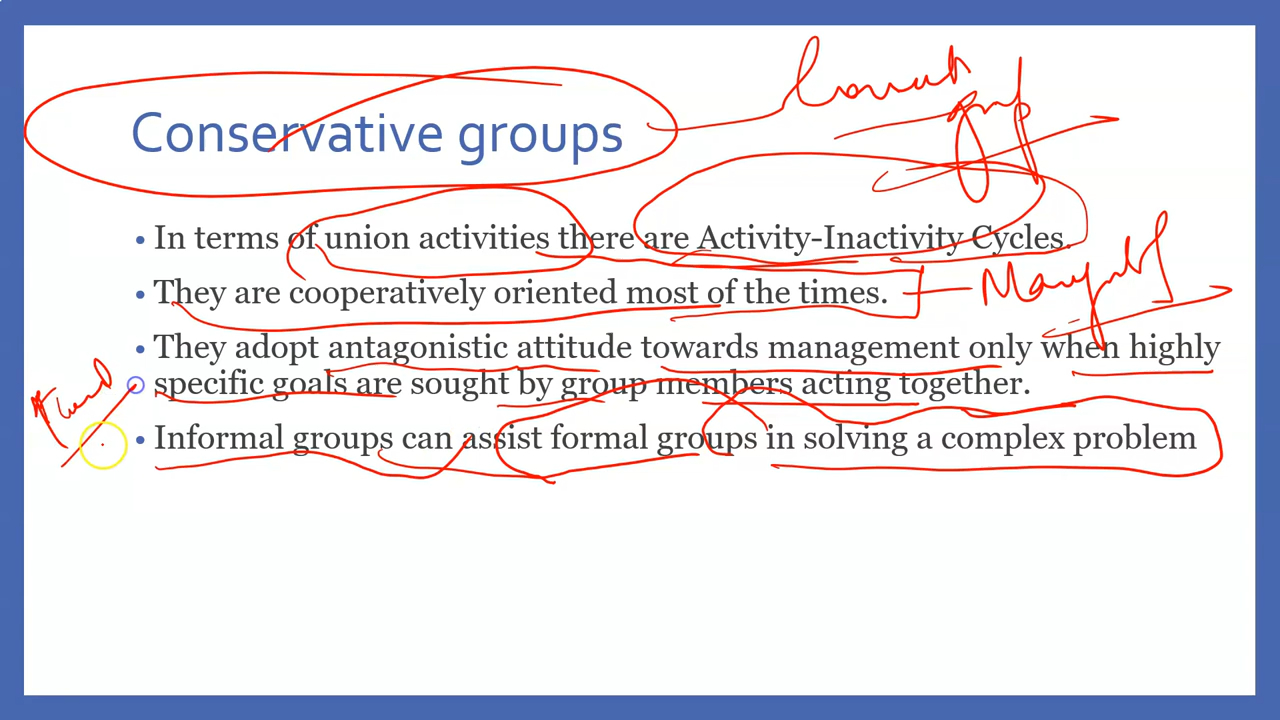 Conservative groups
• In terms of union activities there are Activity-Inactivity Cycles.
• They are cooperatively oriented most of the times.
• They adopt antagonistic attitude towards management only when highly
specific goals are sought by group members acting together.
• Informal groups can assist formal groups in solving a complex problem